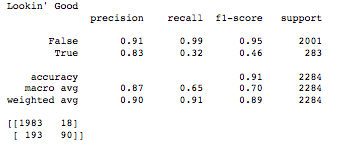 Lookin' Good
precision recall f1-score support
False 0.91 0.99 0.95 2001
True 0.83 0.32 0.46 283
accuracy 0.91 2284
macro avg 0.87 0.65 0.70 2284
weighted avg 0.90 0.91 0.89 2284
[[1983 18]
[ 193 90]]